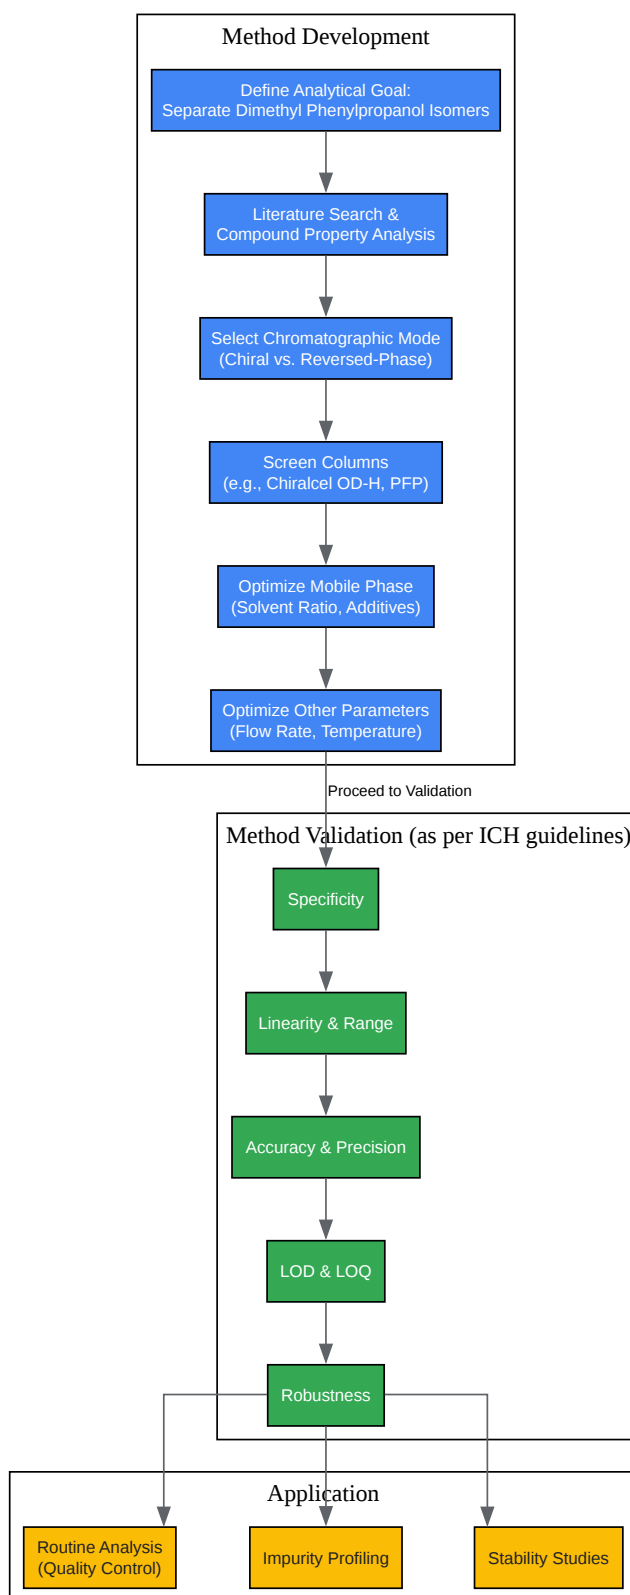 Method Development
Define Analytical Goal:
Separate Dimethyl Phenylpropanol Isomers
Literature Search &
Compound Property Analysis
Select Chromatographic Mode
(Chiral vs. Reversed-Phase)
Screen Columns
(e.g., Chiralcel OD-H, PFP)
Optimize Mobile Phase
(Solvent Ratio, Additives)
Optimize Other Parameters
(Flow Rate, Temperature)
Proceed to Validation
Method Validation (as per ICH guidelines)
Specificity
Linearity & Range
Accuracy & Precision
LOD & LOQ
Robustness
Application
Routine Analysis
(Quality Control)
Impurity Profiling
Stability Studies